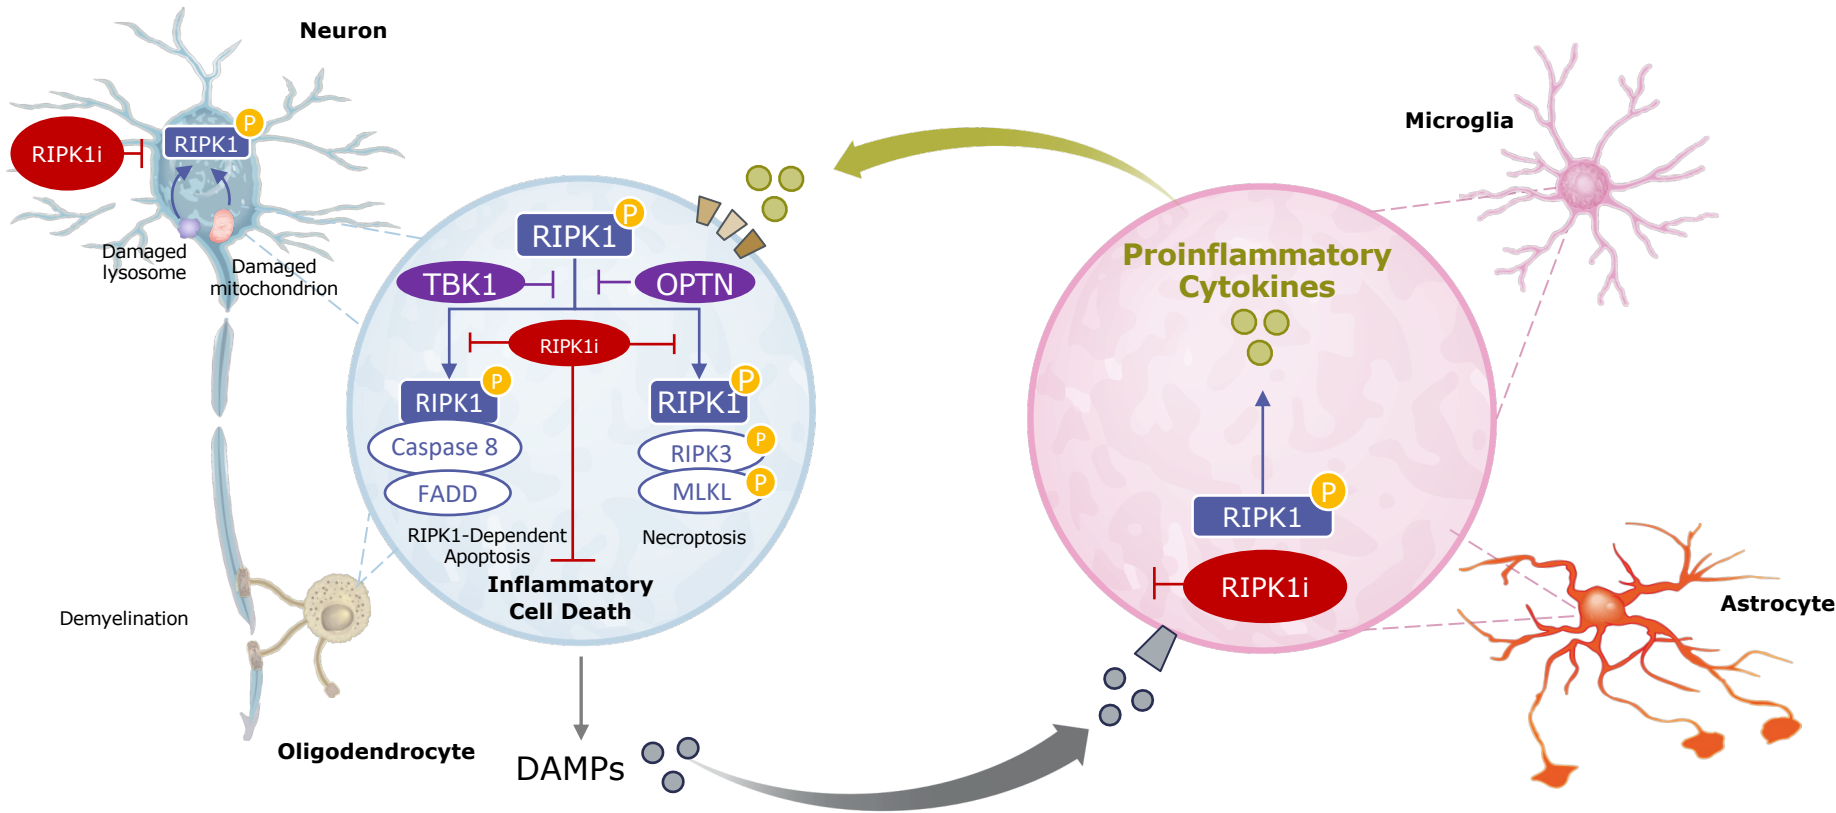 Neuron
P
RIPK1
RIPK1i
Damaged
lysosome
Damaged
mitochondrion
Demyelination
Oligodendrocyte
P
RIPK1
TBK1
OPTN
RIPK1i
P
RIPK1
Caspase 8
FADD
RIPK1-Dependent
Apoptosis
P
RIPK1
P
RIPK3
P
MLKL
Necroptosis
Inflammatory
Cell Death
DAMPs
Microglia
Proinflammatory
Cytokines
P
RIPK1
RIPK1i
Astrocyte